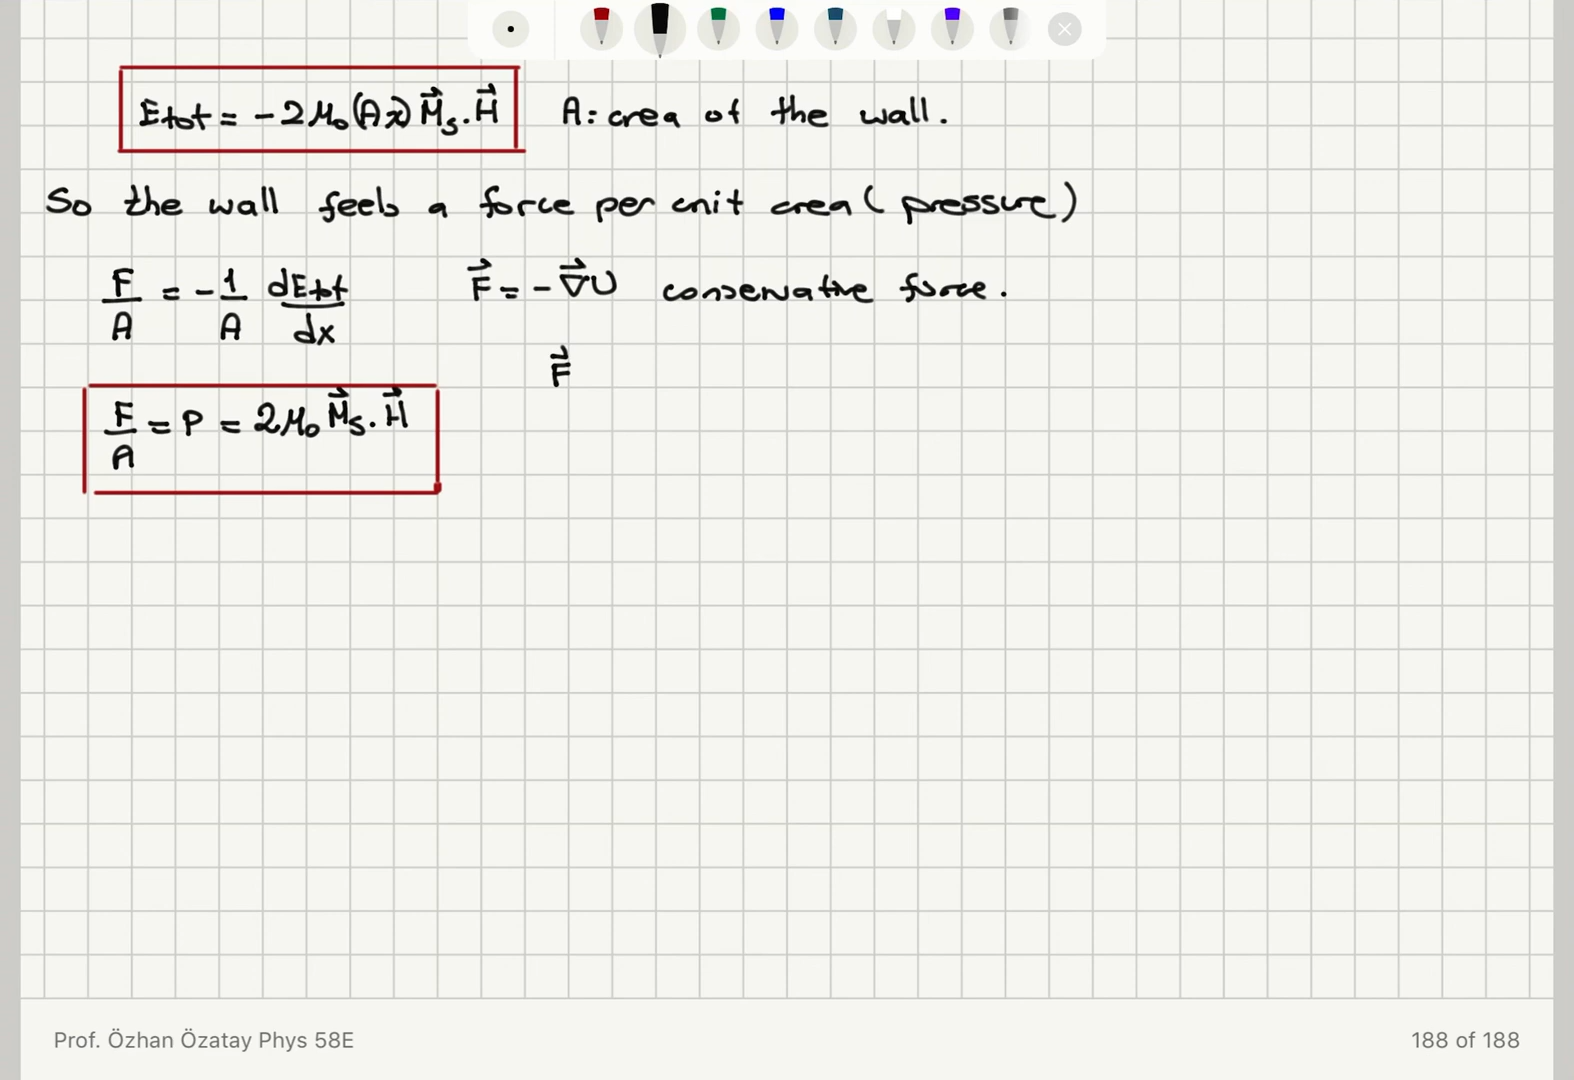 Etot = -2μ₀(Ax) M⃗s . H⃗ A: area of the wall.
So the wall feels a force per unit area (pressure)
F/A = - 1/A dEtot/dx F⃗ = - ∇⃗U conservative force.
F⃗
F/A = P = 2μ₀ M⃗s . H⃗
Prof. Özhan Özatay Phys 58E 188 of 188